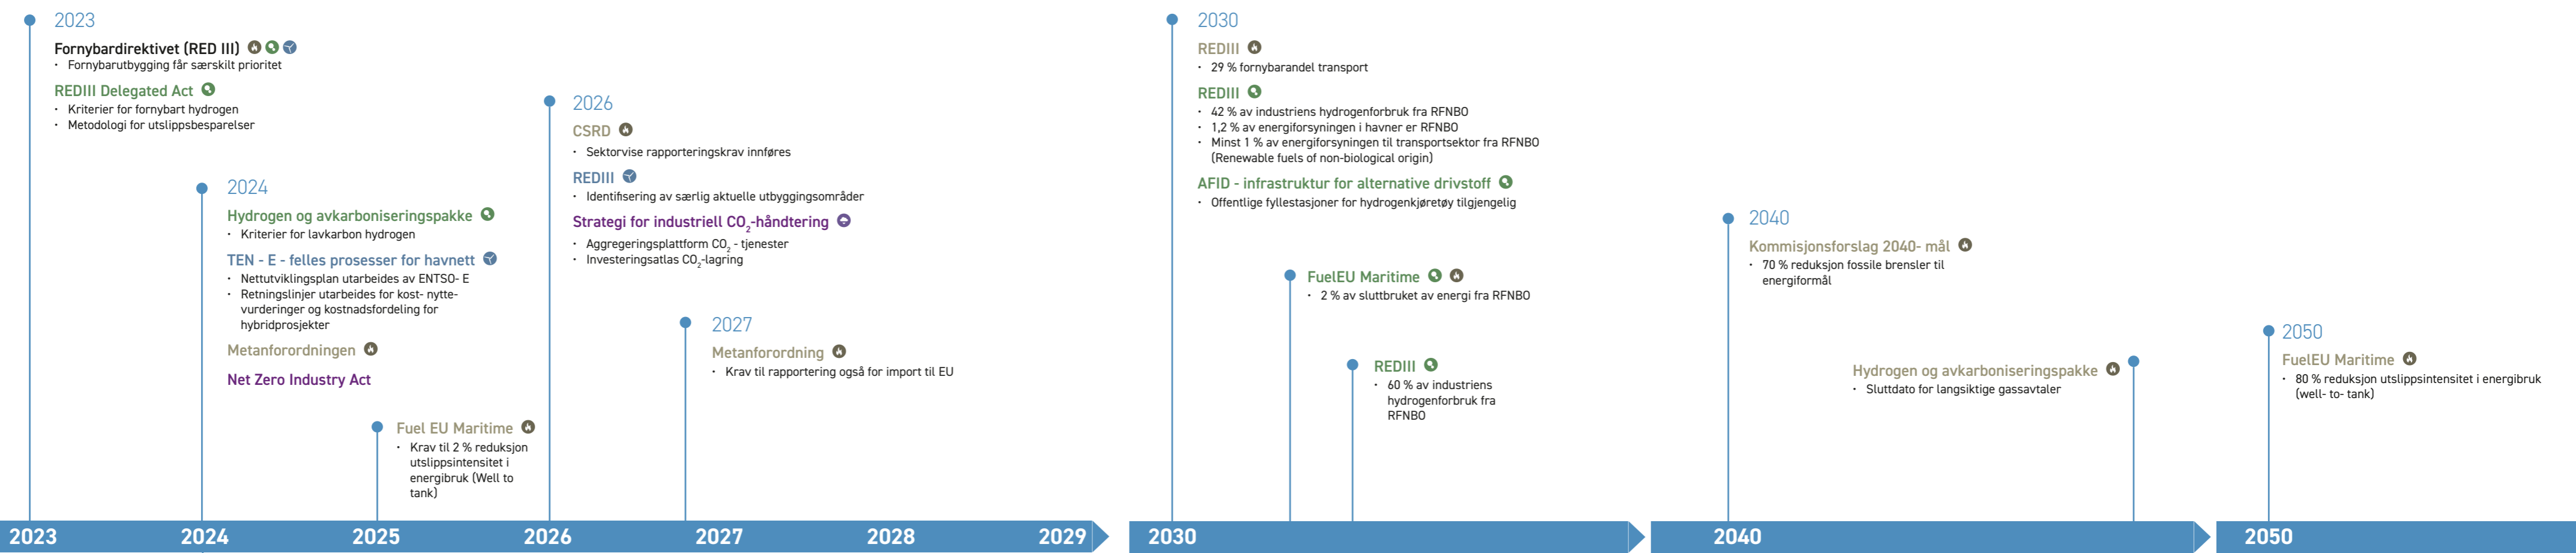 2023
Fornybardirektivet (RED III)
• Fornybarutbygging får særskilt prioritet
REDIII Delegated Act
• Kriterier for fornybart hydrogen
• Metodologi for utslippsbesparelser
2024
Hydrogen og avkarboniseringspakke
• Kriterier for lavkarbon hydrogen
TEN - E - felles prosesser for havnett
• Nettutviklingsplan utarbeides av ENTSO- E
• Retningslinjer utarbeides for kost- nytte-
vurderinger og kostnadsfordeling for
hybridprosjekter
Metanforordningen
Net Zero Industry Act
Fuel EU Maritime
• Krav til 2 % reduksjon
utslippsintensitet i
energibruk (Well to
tank)
2026
CSRD
• Sektorvise rapporteringskrav innføres
REDIII
• Identifisering av særlig aktuelle utbyggingsområder
Strategi for industriell CO2-håndtering
• Aggregeringsplattform CO2 - tjenester
• Investeringsatlas CO2-lagring
2027
Metanforordning
• Krav til rapportering også for import til EU
2030
REDIII
• 29 % fornybarandel transport
REDIII
• 42 % av industriens hydrogenforbruk fra RFNBO
• 1,2 % av energiforsyningen i havner er RFNBO
• Minst 1 % av energiforsyningen til transportsektor fra RFNBO
(Renewable fuels of non-biological origin)
AFID - infrastruktur for alternative drivstoff
• Offentlige fyllestasjoner for hydrogenkjøretøy tilgjengelig
FuelEU Maritime
• 2 % av sluttbruket av energi fra RFNBO
REDIII
• 60 % av industriens
hydrogenforbruk fra
RFNBO
2040
Kommisjonsforslag 2040- mål
• 70 % reduksjon fossile brensler til
energiformål
Hydrogen og avkarboniseringspakke
• Sluttdato for langsiktige gassavtaler
2050
FuelEU Maritime
• 80 % reduksjon utslippsintensitet i energibruk
(well- to- tank)
2023 2024 2025 2026 2027 2028 2029 2030 2040 2050